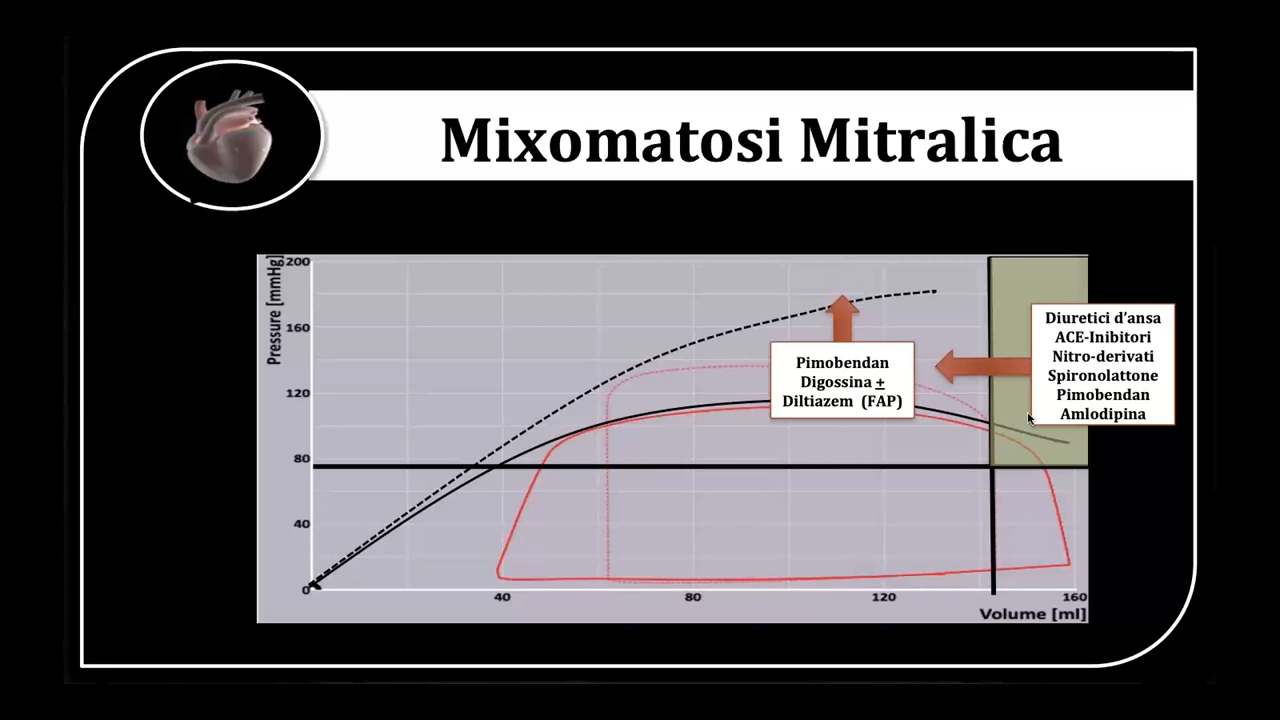 Mixomatosi Mitralica
Pressure [mmHg]
200
160
120
80
40
0
40
80
120
160
Volume [ml]
Pimobendan
Digossina +
Diltiazem (FAP)
Diuretici d’ansa
ACE-Inibitori
Nitro-derivati
Spironolattone
Pimobendan
Amlodipina